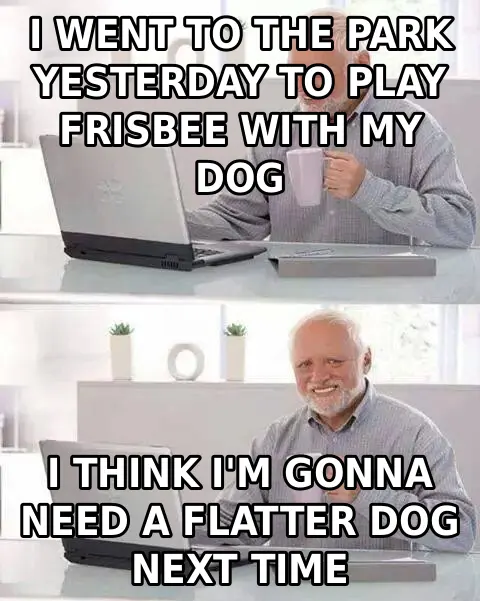 I WENT TO THE PARK
YESTERDAY TO PLAY
FRISBEE WITH MY
DOG
I THINK I'M GONNA
NEED A FLATTER DOG
NEXT TIME